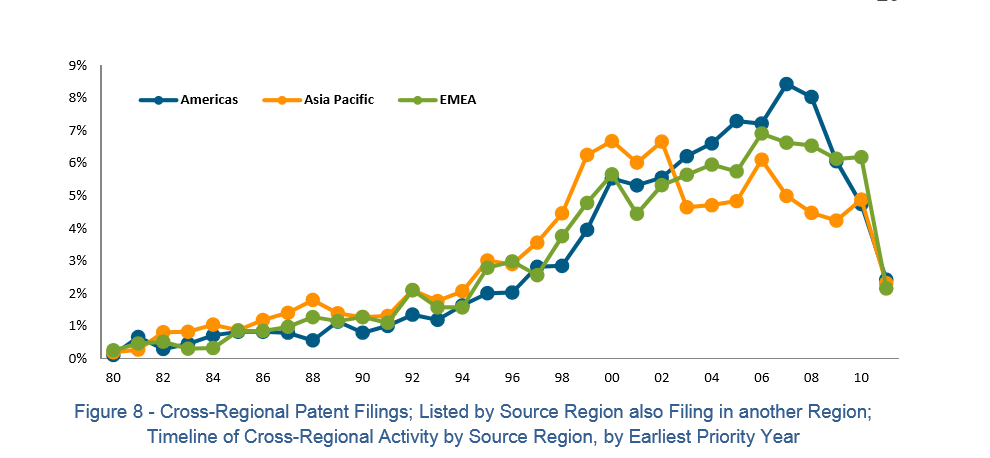 9%
8%
7%
6%
5%
4%
3%
2%
1%
0%
Americas Asia Pacific EMEA
80 82 84 86 88 90 92 94 96 98 00 02 04 06 08 10
Figure 8 - Cross-Regional Patent Filings; Listed by Source Region also Filing in another Region;
Timeline of Cross-Regional Activity by Source Region, by Earliest Priority Year